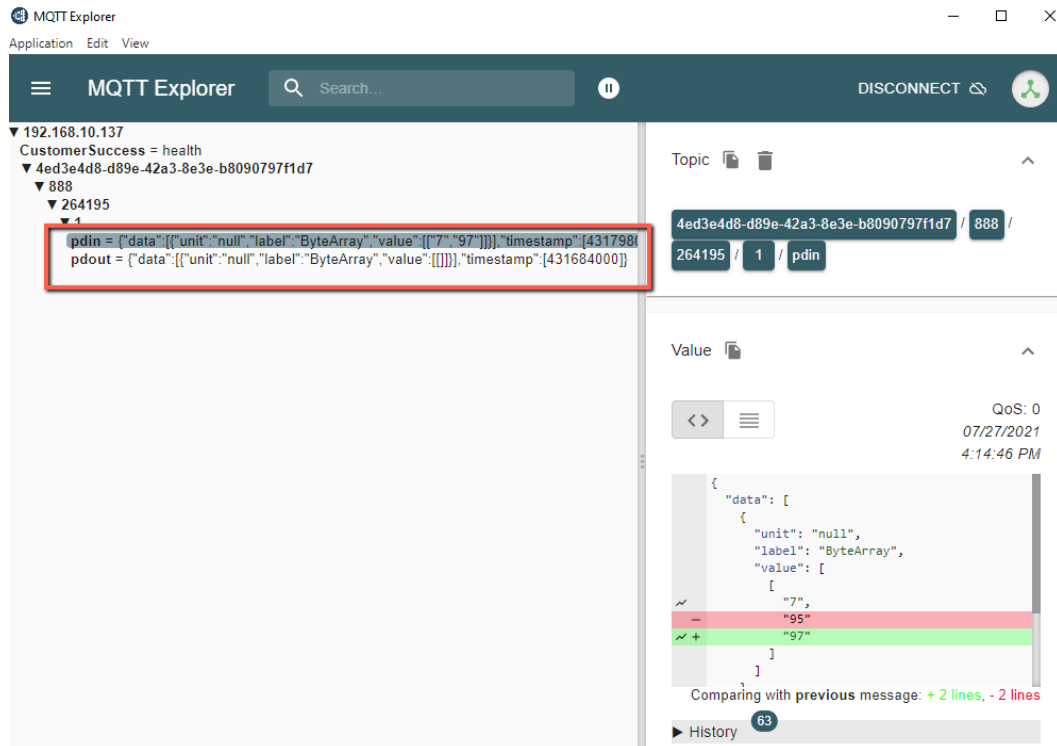 MQTT Explorer
Application Edit View
MQTT Explorer
Search...
DISCONNECT
▼ 192.168.10.137
CustomerSuccess = health
▼ 4ed3e4d8-d89e-42a3-8e3e-b8090797f1d7
▼ 888
▼ 264195
▼ 1
pdin = {"data":[{"unit":"null","label":"ByteArray","value":[["7","97"]]}],"timestamp":[4317980
pdout = {"data":[{"unit":"null","label":"ByteArray","value":[[]]}],"timestamp":[431684000]}
Topic
4ed3e4d8-d89e-42a3-8e3e-b8090797f1d7 / 888 /
264195 / 1 / pdin
Value
QoS: 0
07/27/2021
4:14:46 PM
{
"data": [
{
"unit": "null",
"label": "ByteArray",
"value": [
[
"7",
- "95"
+ "97"
]
]
}
Comparing with previous message: + 2 lines, - 2 lines
▶ History 63